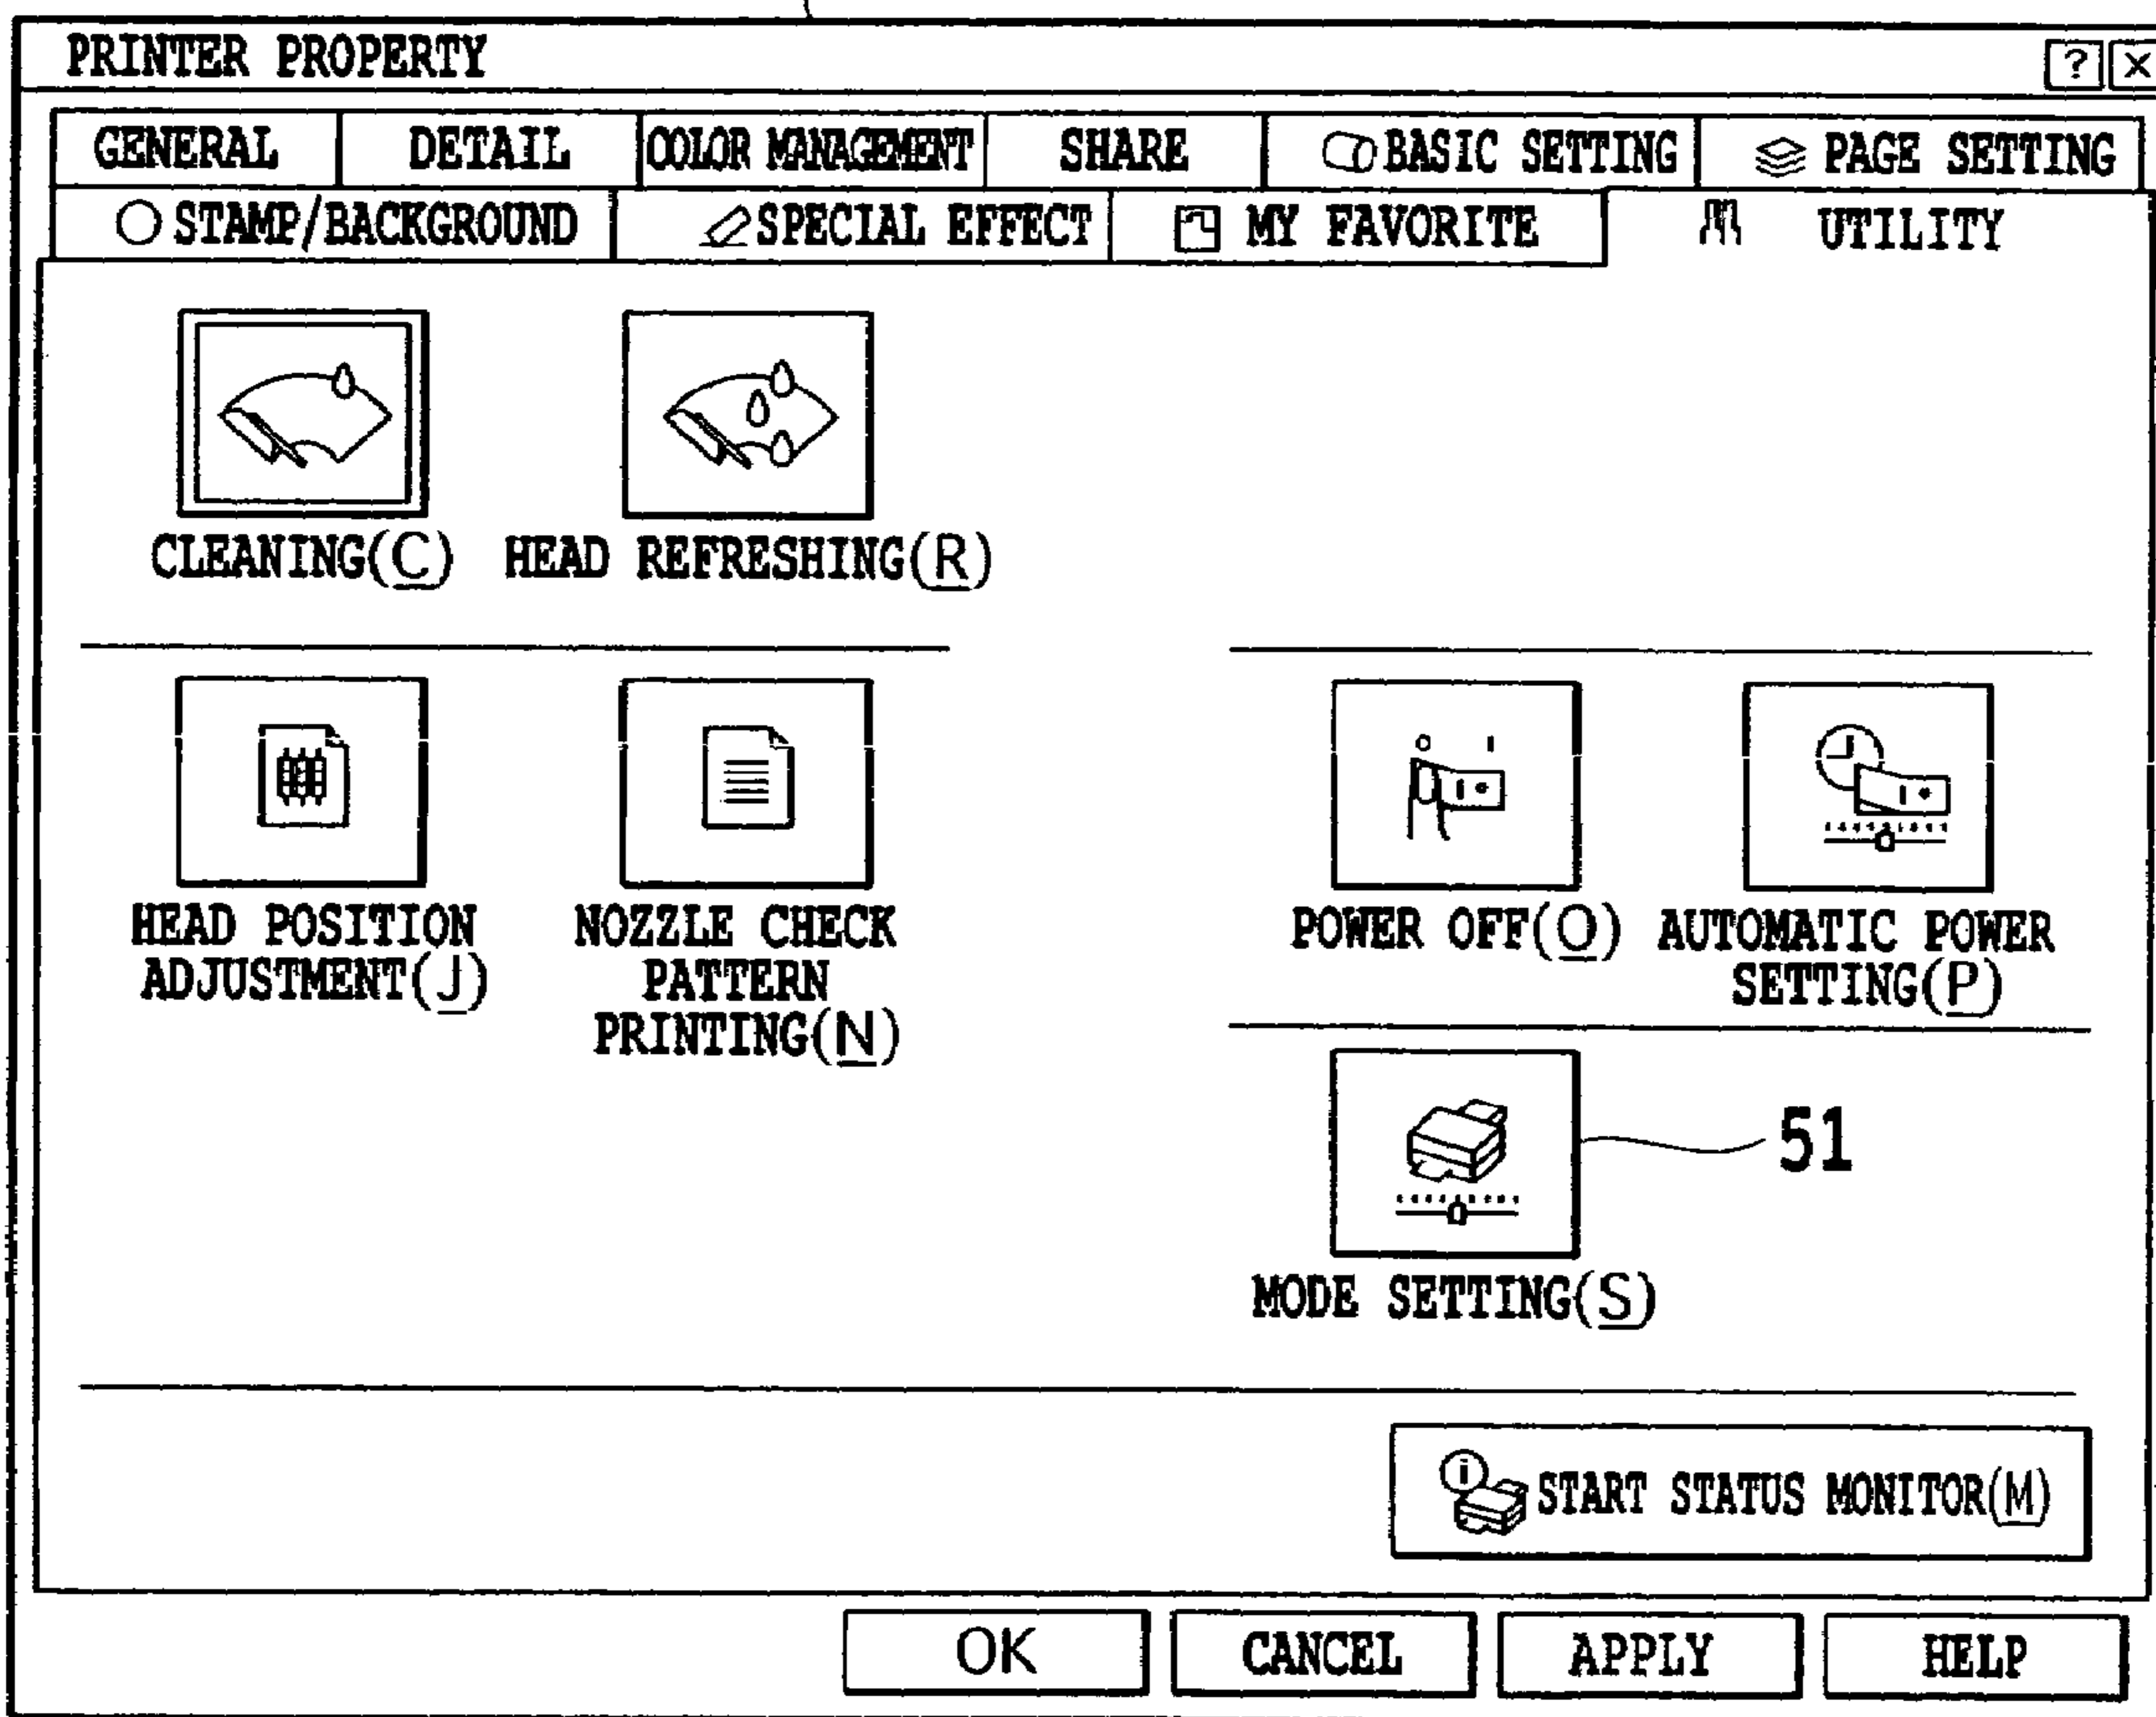 PRINTER PROPERTY ? X
GENERAL DETAIL COLOR MANAGEMENT SHARE BASIC SETTING PAGE SETTING
STAMP/BACKGROUND SPECIAL EFFECT MY FAVORITE UTILITY
CLEANING(C) HEAD REFRESHING(R)
HEAD POSITION
ADJUSTMENT(J)
NOZZLE CHECK
PATTERN
PRINTING(N)
POWER OFF(O)
AUTOMATIC POWER
SETTING(P)
51
MODE SETTING(S)
i START STATUS MONITOR(M)
OK CANCEL APPLY HELP